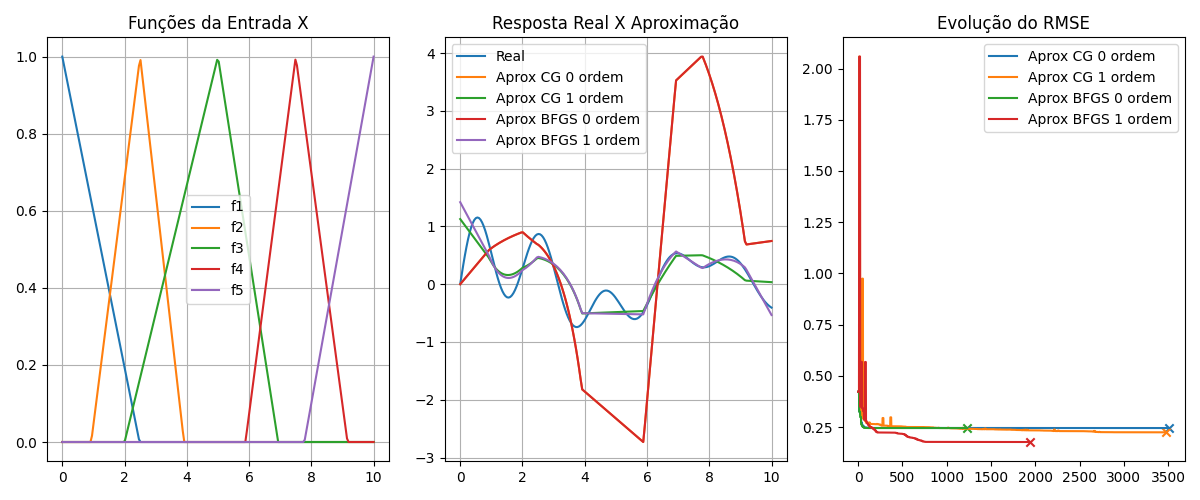 Funções da Entrada X
1.0
0.8
0.6
0.4
0.2
0.0
f1
f2
f3
f4
f5
0 2 4 6 8 10
Resposta Real X Aproximação
4
3
2
1
0
−1
−2
−3
Real
Aprox CG 0 ordem
Aprox CG 1 ordem
Aprox BFGS 0 ordem
Aprox BFGS 1 ordem
0 2 4 6 8 10
Evolução do RMSE
2.00
1.75
1.50
1.25
1.00
0.75
0.50
0.25
Aprox CG 0 ordem
Aprox CG 1 ordem
Aprox BFGS 0 ordem
Aprox BFGS 1 ordem
0 500 1000 1500 2000 2500 3000 3500